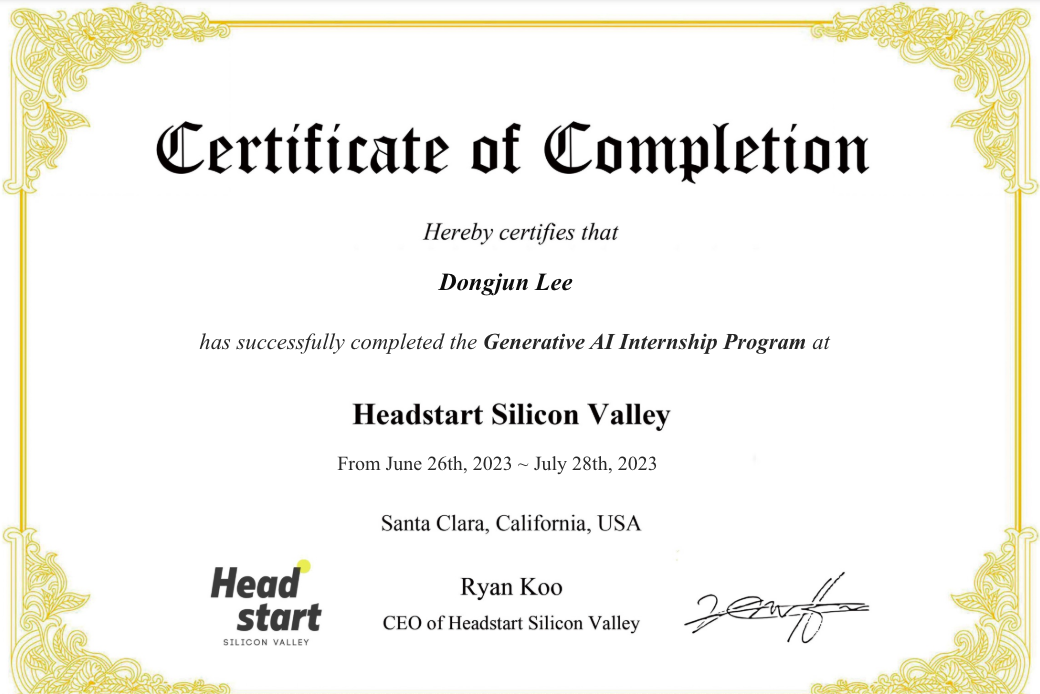 Certificate of Completion
Hereby certifies that
Dongjun Lee
has successfully completed the Generative AI Internship Program at
Headstart Silicon Valley
From June 26th, 2023 ~ July 28th, 2023
Santa Clara, California, USA
Head
start
SILICON VALLEY
Ryan Koo
CEO of Headstart Silicon Valley